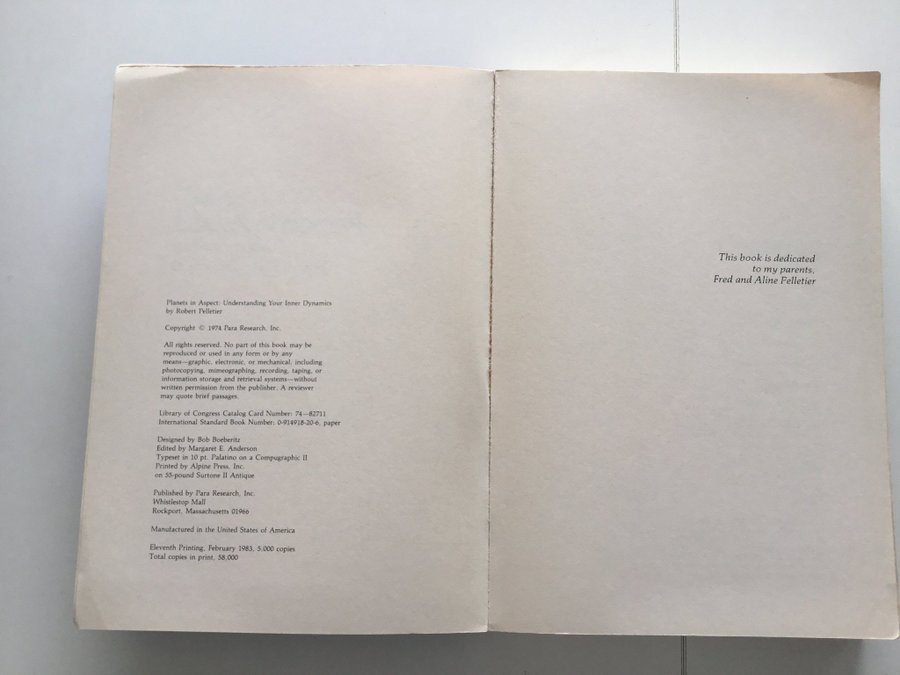 Planets in Aspect: Understanding Your Inner Dynamics
by Robert Pelletier
Copyright © 1974 Para Research, Inc.
All rights reserved. No part of this book may be
reproduced or used in any form or by any
means—graphic, electronic, or mechanical, including
photocopying, mimeographing, recording, taping, or
information storage and retrieval systems—without
written permission from the publisher. A reviewer
may quote brief passages.
Library of Congress Catalog Card Number: 74—82711
International Standard Book Number: 0-914918-20-6, paper
Designed by Bob Boeberitz
Edited by Margaret E. Anderson
Typeset in 10 pt. Palatino on a Compugraphic II
Printed by Alpine Press, Inc.
on 55-pound Surtone II Antique
Published by Para Research, Inc.
Whistlestop Mall
Rockport, Massachusetts 01966
Manufactured in the United States of America
Eleventh Printing, February 1983, 5,000 copies
Total copies in print, 58,000
This book is dedicated
to my parents,
Fred and Aline Pelletier